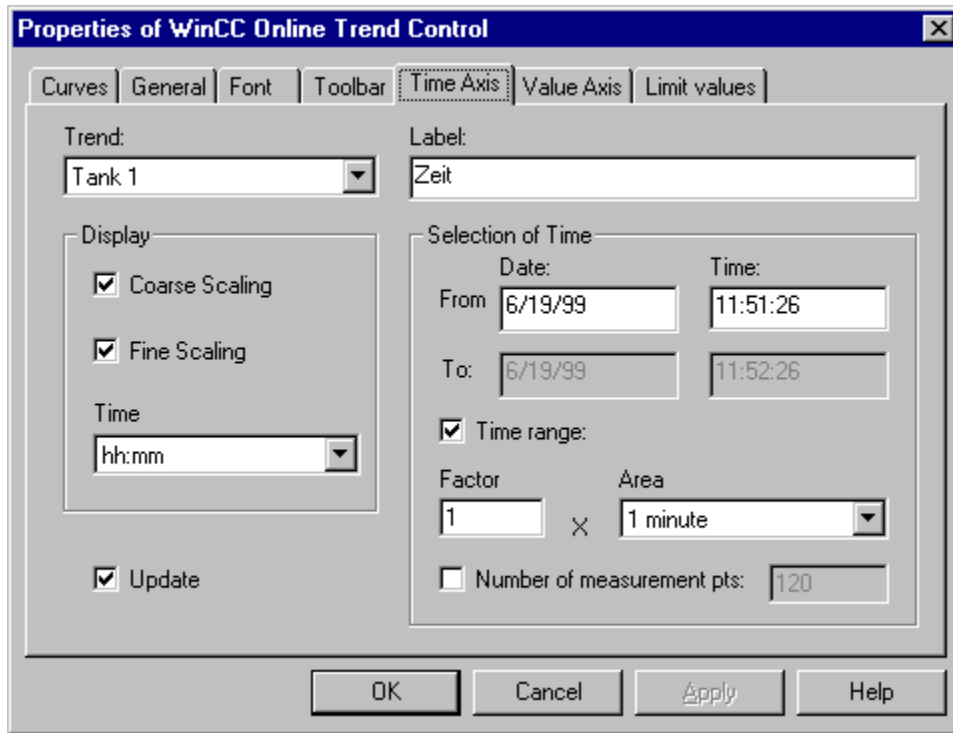 Properties of WinCC Online Trend Control
Curves General Font Toolbar Time Axis Value Axis Limit values
Trend:
Tank 1
Label:
Zeit
Display
Coarse Scaling
Fine Scaling
Time
hh:mm
Update
Selection of Time
Date: Time:
From 6/19/99 11:51:26
To: 6/19/99 11:52:26
Time range:
Factor Area
1 X 1 minute
Number of measurement pts: 120
OK Cancel Apply Help